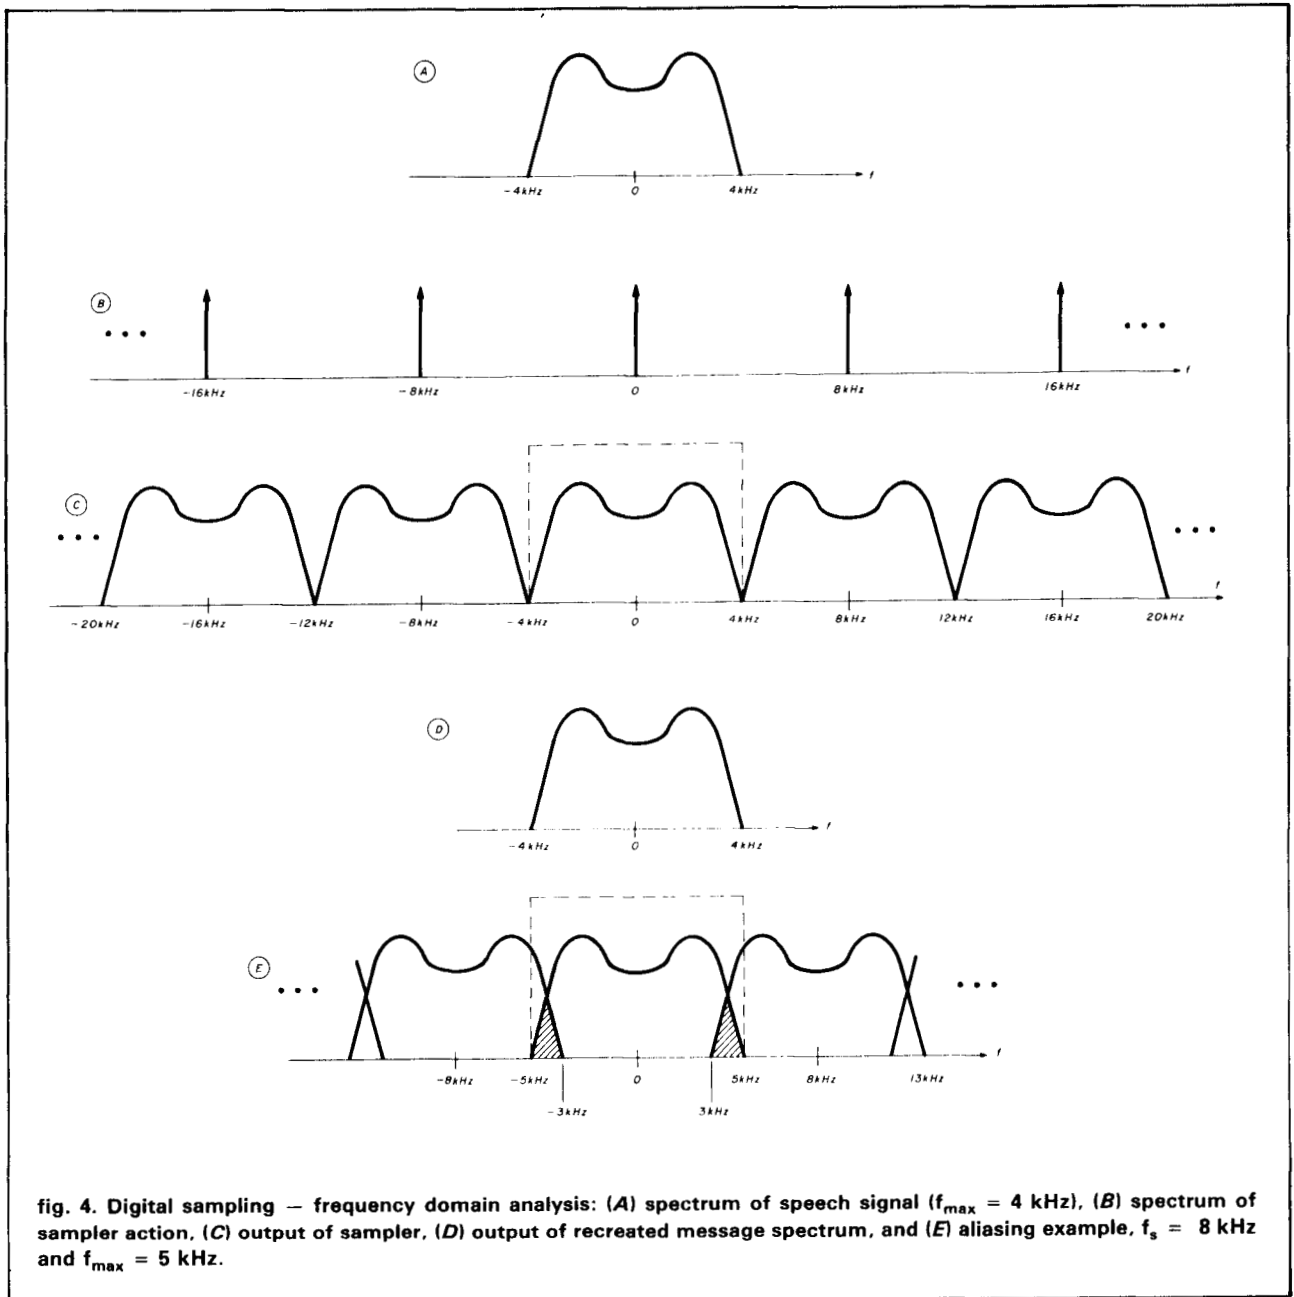 A
f
-4kHz 0 4kHz
B
• • •
• • •
f
-16kHz -8kHz 0 8kHz 16kHz
C
• • •
• • •
f
-20kHz -16kHz -12kHz -8kHz -4kHz 0 4kHz 8kHz 12kHz 16kHz 20kHz
D
f
-4kHz 0 4kHz
E
• • •
• • •
f
-8kHz -5kHz 0 5kHz 8kHz 13kHz
-3kHz 3kHz
fig. 4. Digital sampling — frequency domain analysis: (A) spectrum of speech signal (fmax = 4 kHz), (B) spectrum of
sampler action, (C) output of sampler, (D) output of recreated message spectrum, and (E) aliasing example, fs = 8 kHz
and fmax = 5 kHz.